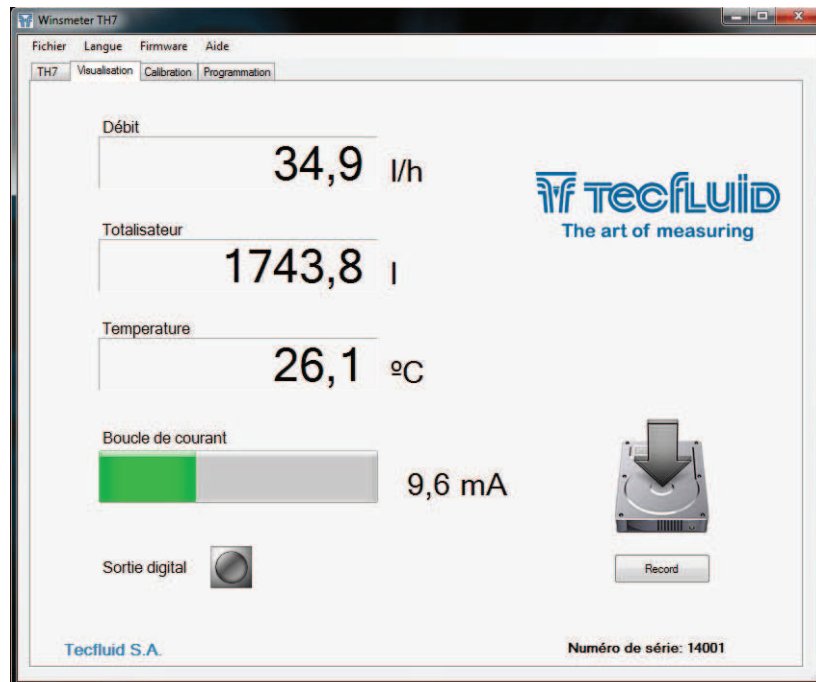 Winsmeter TH7
Fichier Langue Firmware Aide
TH7 Visualisation Calibration Programmation
Débit
34,9 l/h
TECFLUID
The art of measuring
Totalisateur
1743,8 l
Temperature
26,1 ºC
Boucle de courant
9,6 mA
Sortie digital
Record
Tecfluid S.A.
Numéro de série: 14001